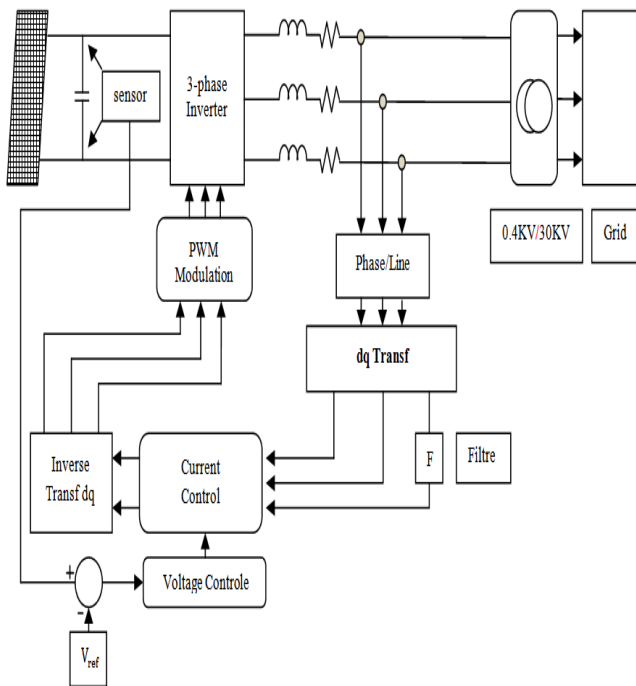 sensor
3-phase
Inverter
PWM
Modulation
Phase/Line
0.4KV/30KV
Grid
dq Transf
Inverse
Transf dq
Current
Control
F
Filtre
+
-
Voltage Controle
Vref